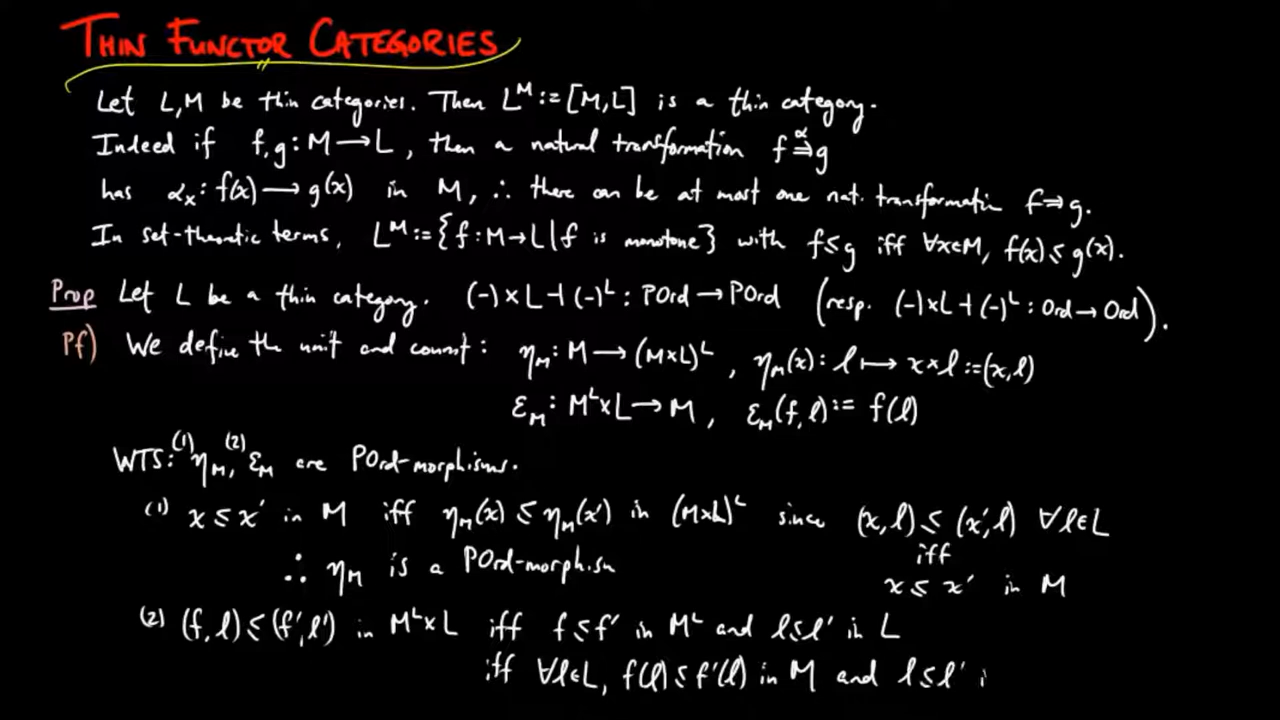 THIN FUNCTOR CATEGORIES
Let L,M be thin categories. Then L^M := [M,L] is a thin category.
Indeed if f,g : M → L, then a natural transformation f ⇒^α g
has α_x : f(x) → g(x) in M, ∴ there can be at most one nat. transformation f ⇒ g.
In set-theoretic terms, L^M := {f : M → L | f is monotone} with f ≤ g iff ∀x∈M, f(x) ≤ g(x).
Prop Let L be a thin category. (-)×L ⊣ (-)^L : POrd → POrd (resp. (-)×L ⊣ (-)^L : Ord → Ord).
Pf) We define the unit and counit : η_M : M → (M×L)^L, η_M(x) : l ↦ x×l := (x,l)
ε_M : M^L×L → M, ε_M(f,l) := f(l)
WTS: (1) η_M, (2) ε_M are POrd-morphisms.
(1) x ≤ x' in M iff η_M(x) ≤ η_M(x') in (M×L)^L since (x,l) ≤ (x',l) ∀l∈L
iff
∴ η_M is a POrd-morphism x ≤ x' in M
(2) (f,l) ≤ (f',l') in M^L×L iff f ≤ f' in M^L and l ≤ l' in L
iff ∀l∈L, f(l) ≤ f'(l) in M and l ≤ l' i